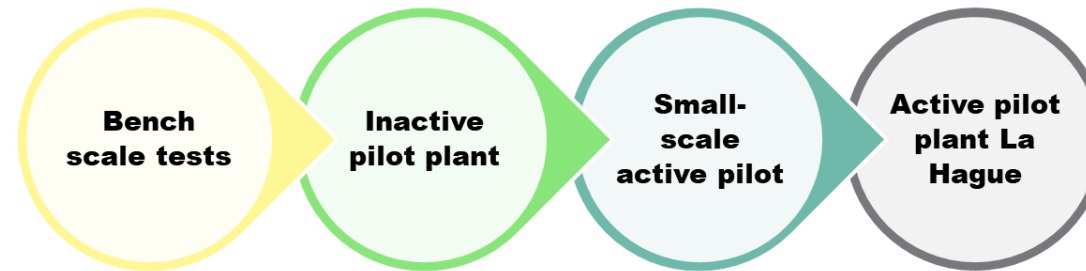 Bench
scale tests
Inactive
pilot plant
Small-
scale
active pilot
Active pilot
plant La
Hague